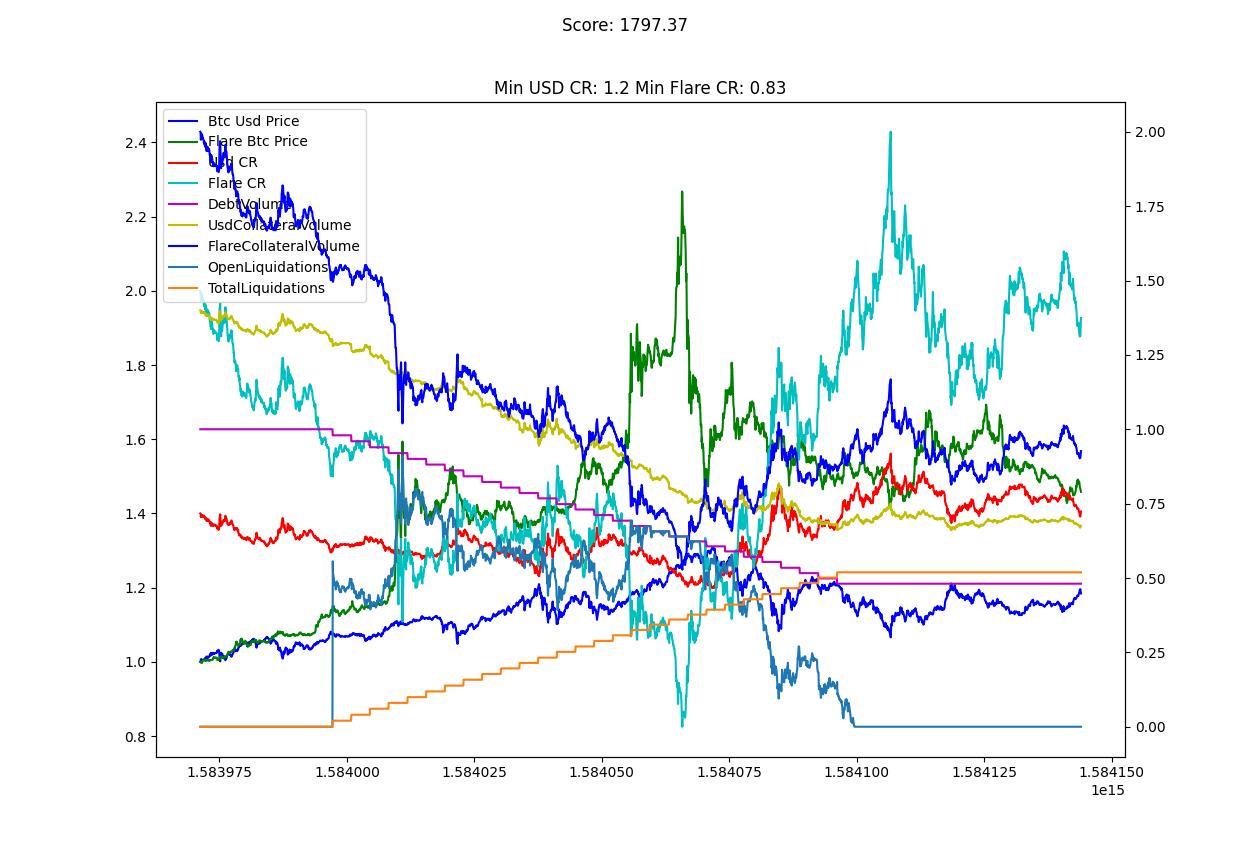 Score: 1797.37
Min USD CR: 1.2 Min Flare CR: 0.83
Btc Usd Price
Flare Btc Price
Usd CR
Flare CR
DebtVolume
UsdCollateralVolume
FlareCollateralVolume
OpenLiquidations
TotalLiquidations
2.4
2.2
2.0
1.8
1.6
1.4
1.2
1.0
0.8
2.00
1.75
1.50
1.25
1.00
0.75
0.50
0.25
0.00
1.583975 1.584000 1.584025 1.584050 1.584075 1.584100 1.584125 1.584150
1e15